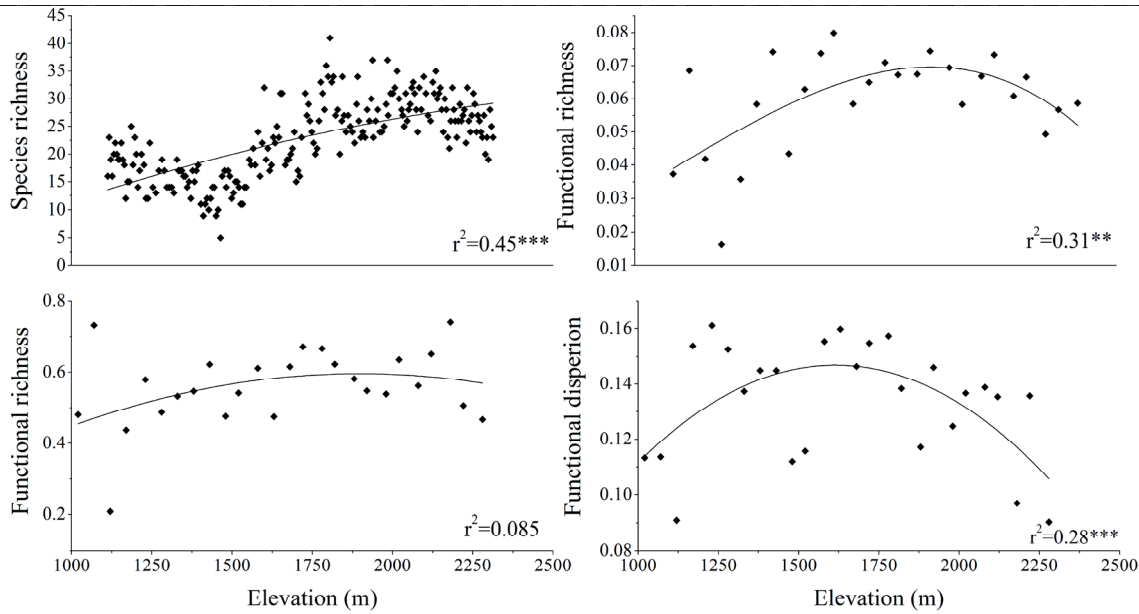 Species richness
45
40
35
30
25
20
15
10
5
0
r²=0.45***
Functional richness
0.08
0.07
0.06
0.05
0.04
0.03
0.02
0.01
r²=0.31**
Functional richness
0.8
0.6
0.4
0.2
r²=0.085
1000 1250 1500 1750 2000 2250 2500
Elevation (m)
Functional disperion
0.16
0.14
0.12
0.10
0.08
r²=0.28***
1000 1250 1500 1750 2000 2250 2500
Elevation (m)